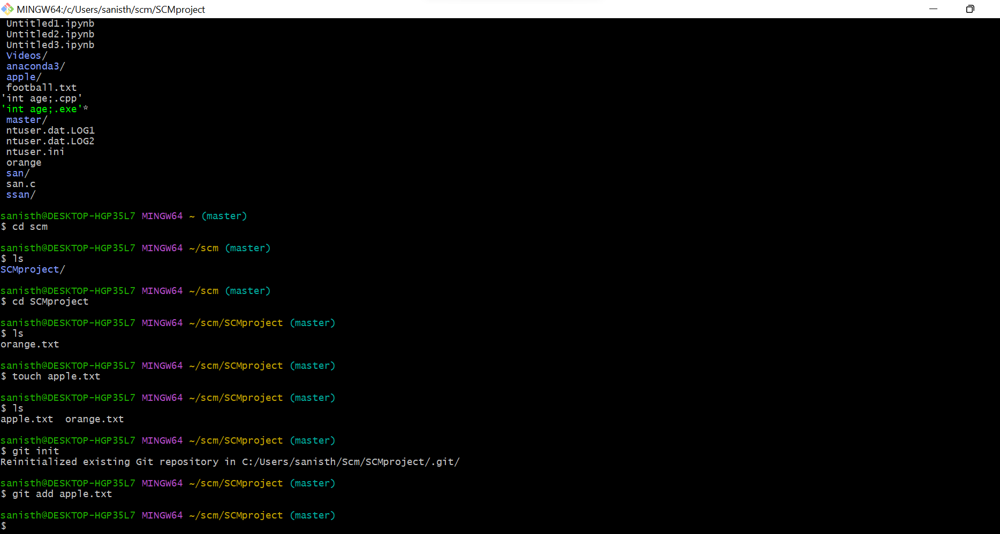 MINGW64:/c/Users/sanisth/scm/SCMproject
Untitled1.ipynb
Untitled2.ipynb
Untitled3.ipynb
Videos/
anaconda3/
apple/
football.txt
'int age;.cpp'
'int age;.exe'*
master/
ntuser.dat.LOG1
ntuser.dat.LOG2
ntuser.ini
orange
san/
san.c
ssan/
sanisth@DESKTOP-HGP35L7 MINGW64 ~ (master)
$ cd scm
sanisth@DESKTOP-HGP35L7 MINGW64 ~/scm (master)
$ ls
SCMproject/
sanisth@DESKTOP-HGP35L7 MINGW64 ~/scm (master)
$ cd SCMproject
sanisth@DESKTOP-HGP35L7 MINGW64 ~/scm/SCMproject (master)
$ ls
orange.txt
sanisth@DESKTOP-HGP35L7 MINGW64 ~/scm/SCMproject (master)
$ touch apple.txt
sanisth@DESKTOP-HGP35L7 MINGW64 ~/scm/SCMproject (master)
$ ls
apple.txt  orange.txt
sanisth@DESKTOP-HGP35L7 MINGW64 ~/scm/SCMproject (master)
$ git init
Reinitialized existing Git repository in C:/Users/sanisth/Scm/SCMproject/.git/
sanisth@DESKTOP-HGP35L7 MINGW64 ~/scm/SCMproject (master)
$ git add apple.txt
sanisth@DESKTOP-HGP35L7 MINGW64 ~/scm/SCMproject (master)
$